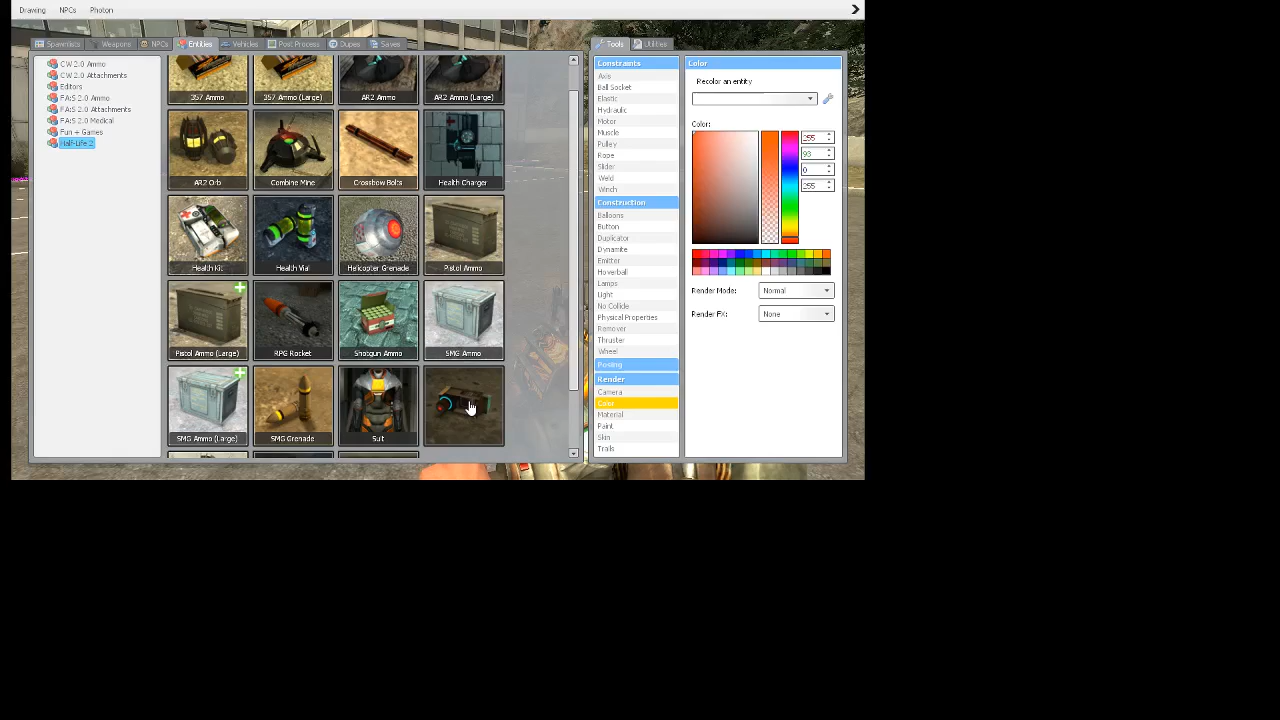 Drawing NPCs Photon
Spawnlists Weapons NPCs Entities Vehicles Post Process Dupes Saves
Tools Utilities
CW 2.0 Ammo
CW 2.0 Attachments
Editors
FA:S 2.0 Ammo
FA:S 2.0 Attachments
FA:S 2.0 Medical
Fun + Games
Half-Life 2
357 Ammo 357 Ammo (Large) AR2 Ammo AR2 Ammo (Large)
AR2 Orb Combine Mine Crossbow Bolts Health Charger
Health Kit Health Vial Helicopter Grenade Pistol Ammo
Pistol Ammo (Large) RPG Rocket Shotgun Ammo SMG Ammo
SMG Ammo (Large) SMG Grenade Suit
Constraints
Axis
Ball Socket
Elastic
Hydraulic
Motor
Muscle
Pulley
Rope
Slider
Weld
Winch
Construction
Balloons
Button
Duplicator
Dynamite
Emitter
Hoverball
Lamps
Light
No Collide
Physical Properties
Remover
Thruster
Wheel
Posing
Render
Camera
Color
Material
Paint
Skin
Trails
Color
Recolor an entity
Color:
255
93
0
255
Render Mode: Normal
Render FX: None